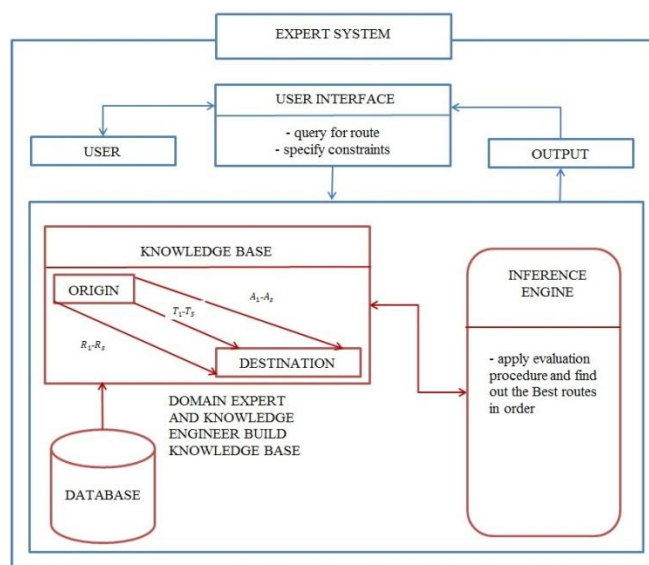 EXPERT SYSTEM
USER INTERFACE
- query for route
- specify constraints
USER
OUTPUT
KNOWLEDGE BASE
ORIGIN
A₁-Aₛ
T₁-Tₛ
R₁-Rₛ
DESTINATION
INFERENCE
ENGINE
- apply evaluation
procedure and find
out the Best routes
in order
DOMAIN EXPERT
AND KNOWLEDGE
ENGINEER BUILD
KNOWLEDGE BASE
DATABASE